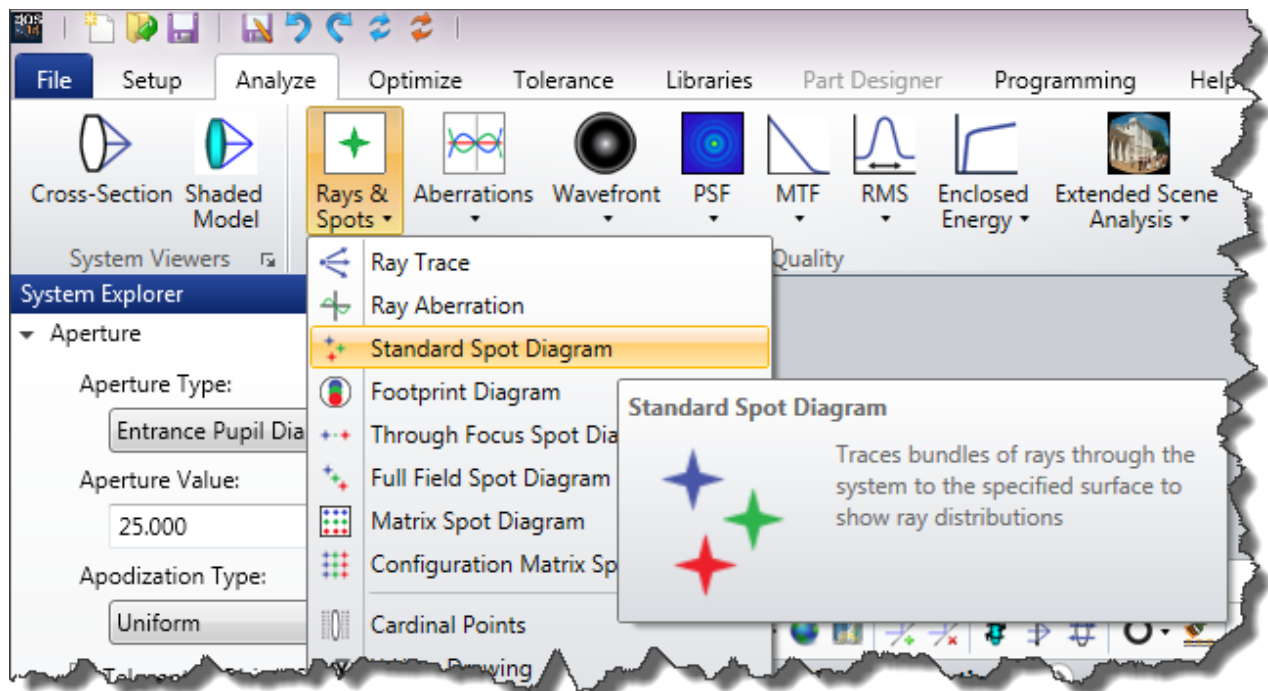 File Setup Analyze Optimize Tolerance Libraries Part Designer Programming Help
Cross-Section
Shaded
Model
Rays &
Spots
Aberrations
Wavefront
PSF
MTF
RMS
Enclosed
Energy
Extended Scene
Analysis
System Viewers
Quality
System Explorer
Aperture
Aperture Type:
Entrance Pupil Dia
Aperture Value:
25.000
Apodization Type:
Uniform
Ray Trace
Ray Aberration
Standard Spot Diagram
Footprint Diagram
Through Focus Spot Dia
Full Field Spot Diagram
Matrix Spot Diagram
Configuration Matrix Sp
Cardinal Points
Standard Spot Diagram
Traces bundles of rays through the
system to the specified surface to
show ray distributions